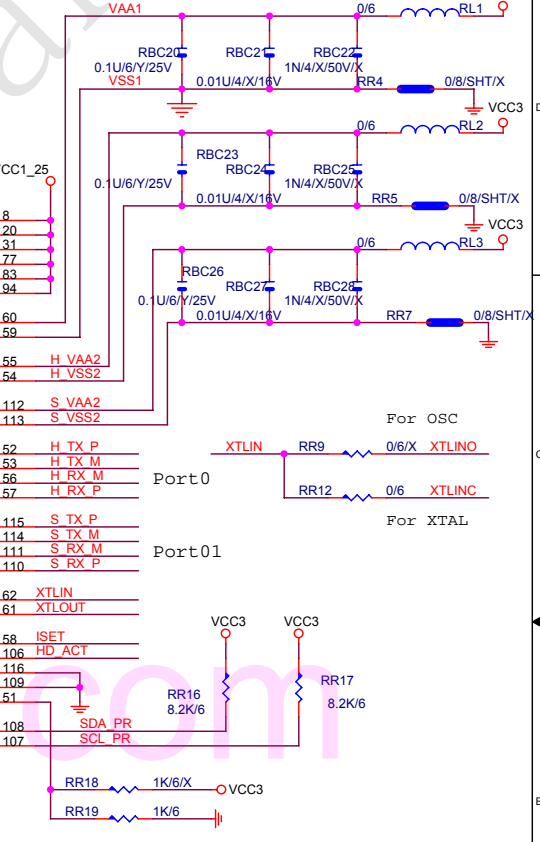 VAA1 0/6 RL1
RBC20 RBC21 RBC22
0.1U/6/Y/25V 1N/4/X/50V/X
VSS1 0.01U/4/X/16V RR4 0/8/SHT/X
VCC3
0/6 RL2
RBC23 RBC24 RBC25
0.1U/6/Y/25V 1N/4/X/50V/X
0.01U/4/X/16V RR5 0/8/SHT/X
VCC3
CC1_25
8
20
31
77
83
94
0/6 RL3
RBC26 RBC27 RBC28
0.1U/6/Y/25V 1N/4/X/50V/X
0.01U/4/X/16V RR7 0/8/SHT/X
60
59
55 H_VAA2
54 H_VSS2
112 S_VAA2
113 S_VSS2
For OSC
52 H_TX_P
53 H_TX_M
56 H_RX_M
57 H_RX_P
Port0
XTLIN RR9 0/6/X XTLINO
RR12 0/6 XTLINC
For XTAL
115 S_TX_P
114 S_TX_M
111 S_RX_M
110 S_RX_P
Port01
62 XTLIN
61 XTLOUT
58 ISET
106 HD_ACT
116
109
51
VCC3 VCC3
RR16 RR17
8.2K/6 8.2K/6
108 SDA_PR
107 SCL_PR
RR18 1K/6/X VCC3
RR19 1K/6
com
D
C
B